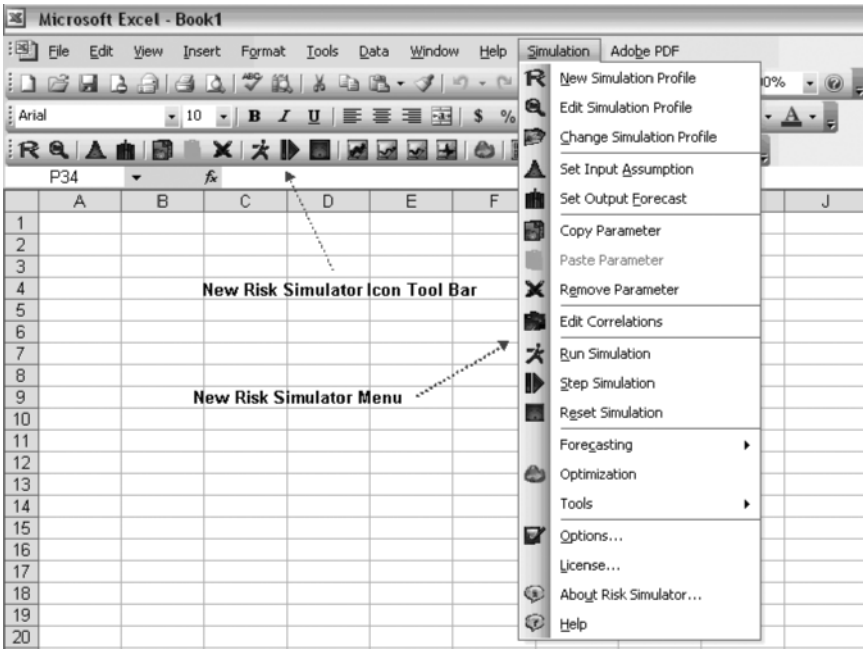 Microsoft Excel - Book1
File Edit View Insert Format Tools Data Window Help Simulation Adobe PDF
Arial 10 B I U $ %
P34 fx
A B C D E F J
1
2
3
4
5
6
7
8
9
10
11
12
13
14
15
16
17
18
19
20
New Risk Simulator Icon Tool Bar
New Risk Simulator Menu
New Simulation Profile
Edit Simulation Profile
Change Simulation Profile
Set Input Assumption
Set Output Forecast
Copy Parameter
Paste Parameter
Remove Parameter
Edit Correlations
Run Simulation
Step Simulation
Reset Simulation
Forecasting
Optimization
Tools
Options...
License...
About Risk Simulator...
Help